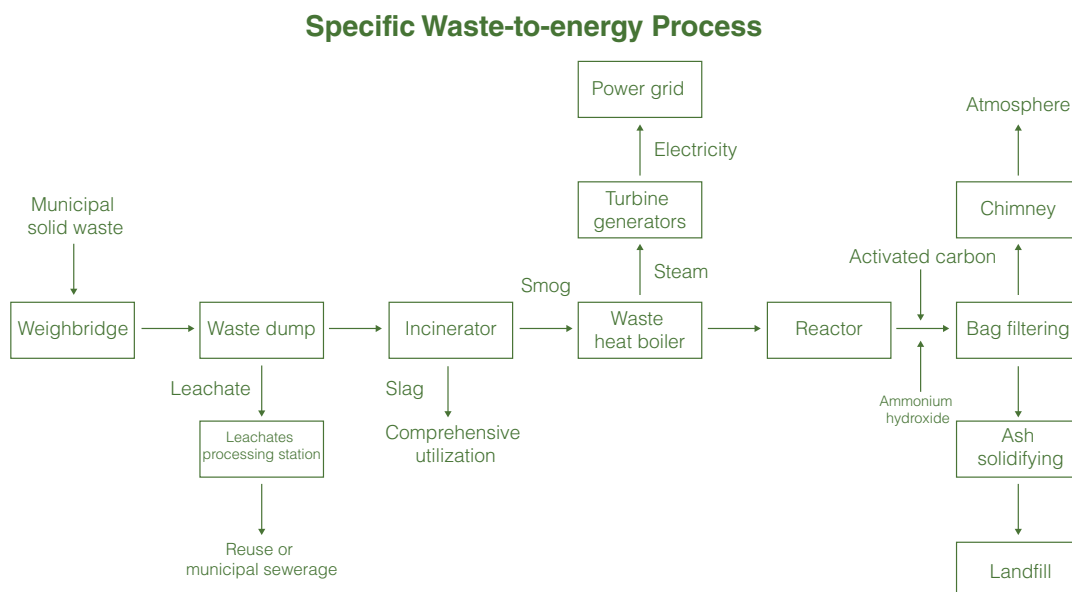 Specific Waste-to-energy Process
Power grid
Atmosphere
Electricity
Turbine
generators
Chimney
Municipal
solid waste
Activated carbon
Steam
Smog
Weighbridge
Waste dump
Incinerator
Waste
heat boiler
Reactor
Bag filtering
Leachate
Slag
Ammonium
hydroxide
Leachates
processing station
Comprehensive
utilization
Ash
solidifying
Reuse or
municipal sewerage
Landfill